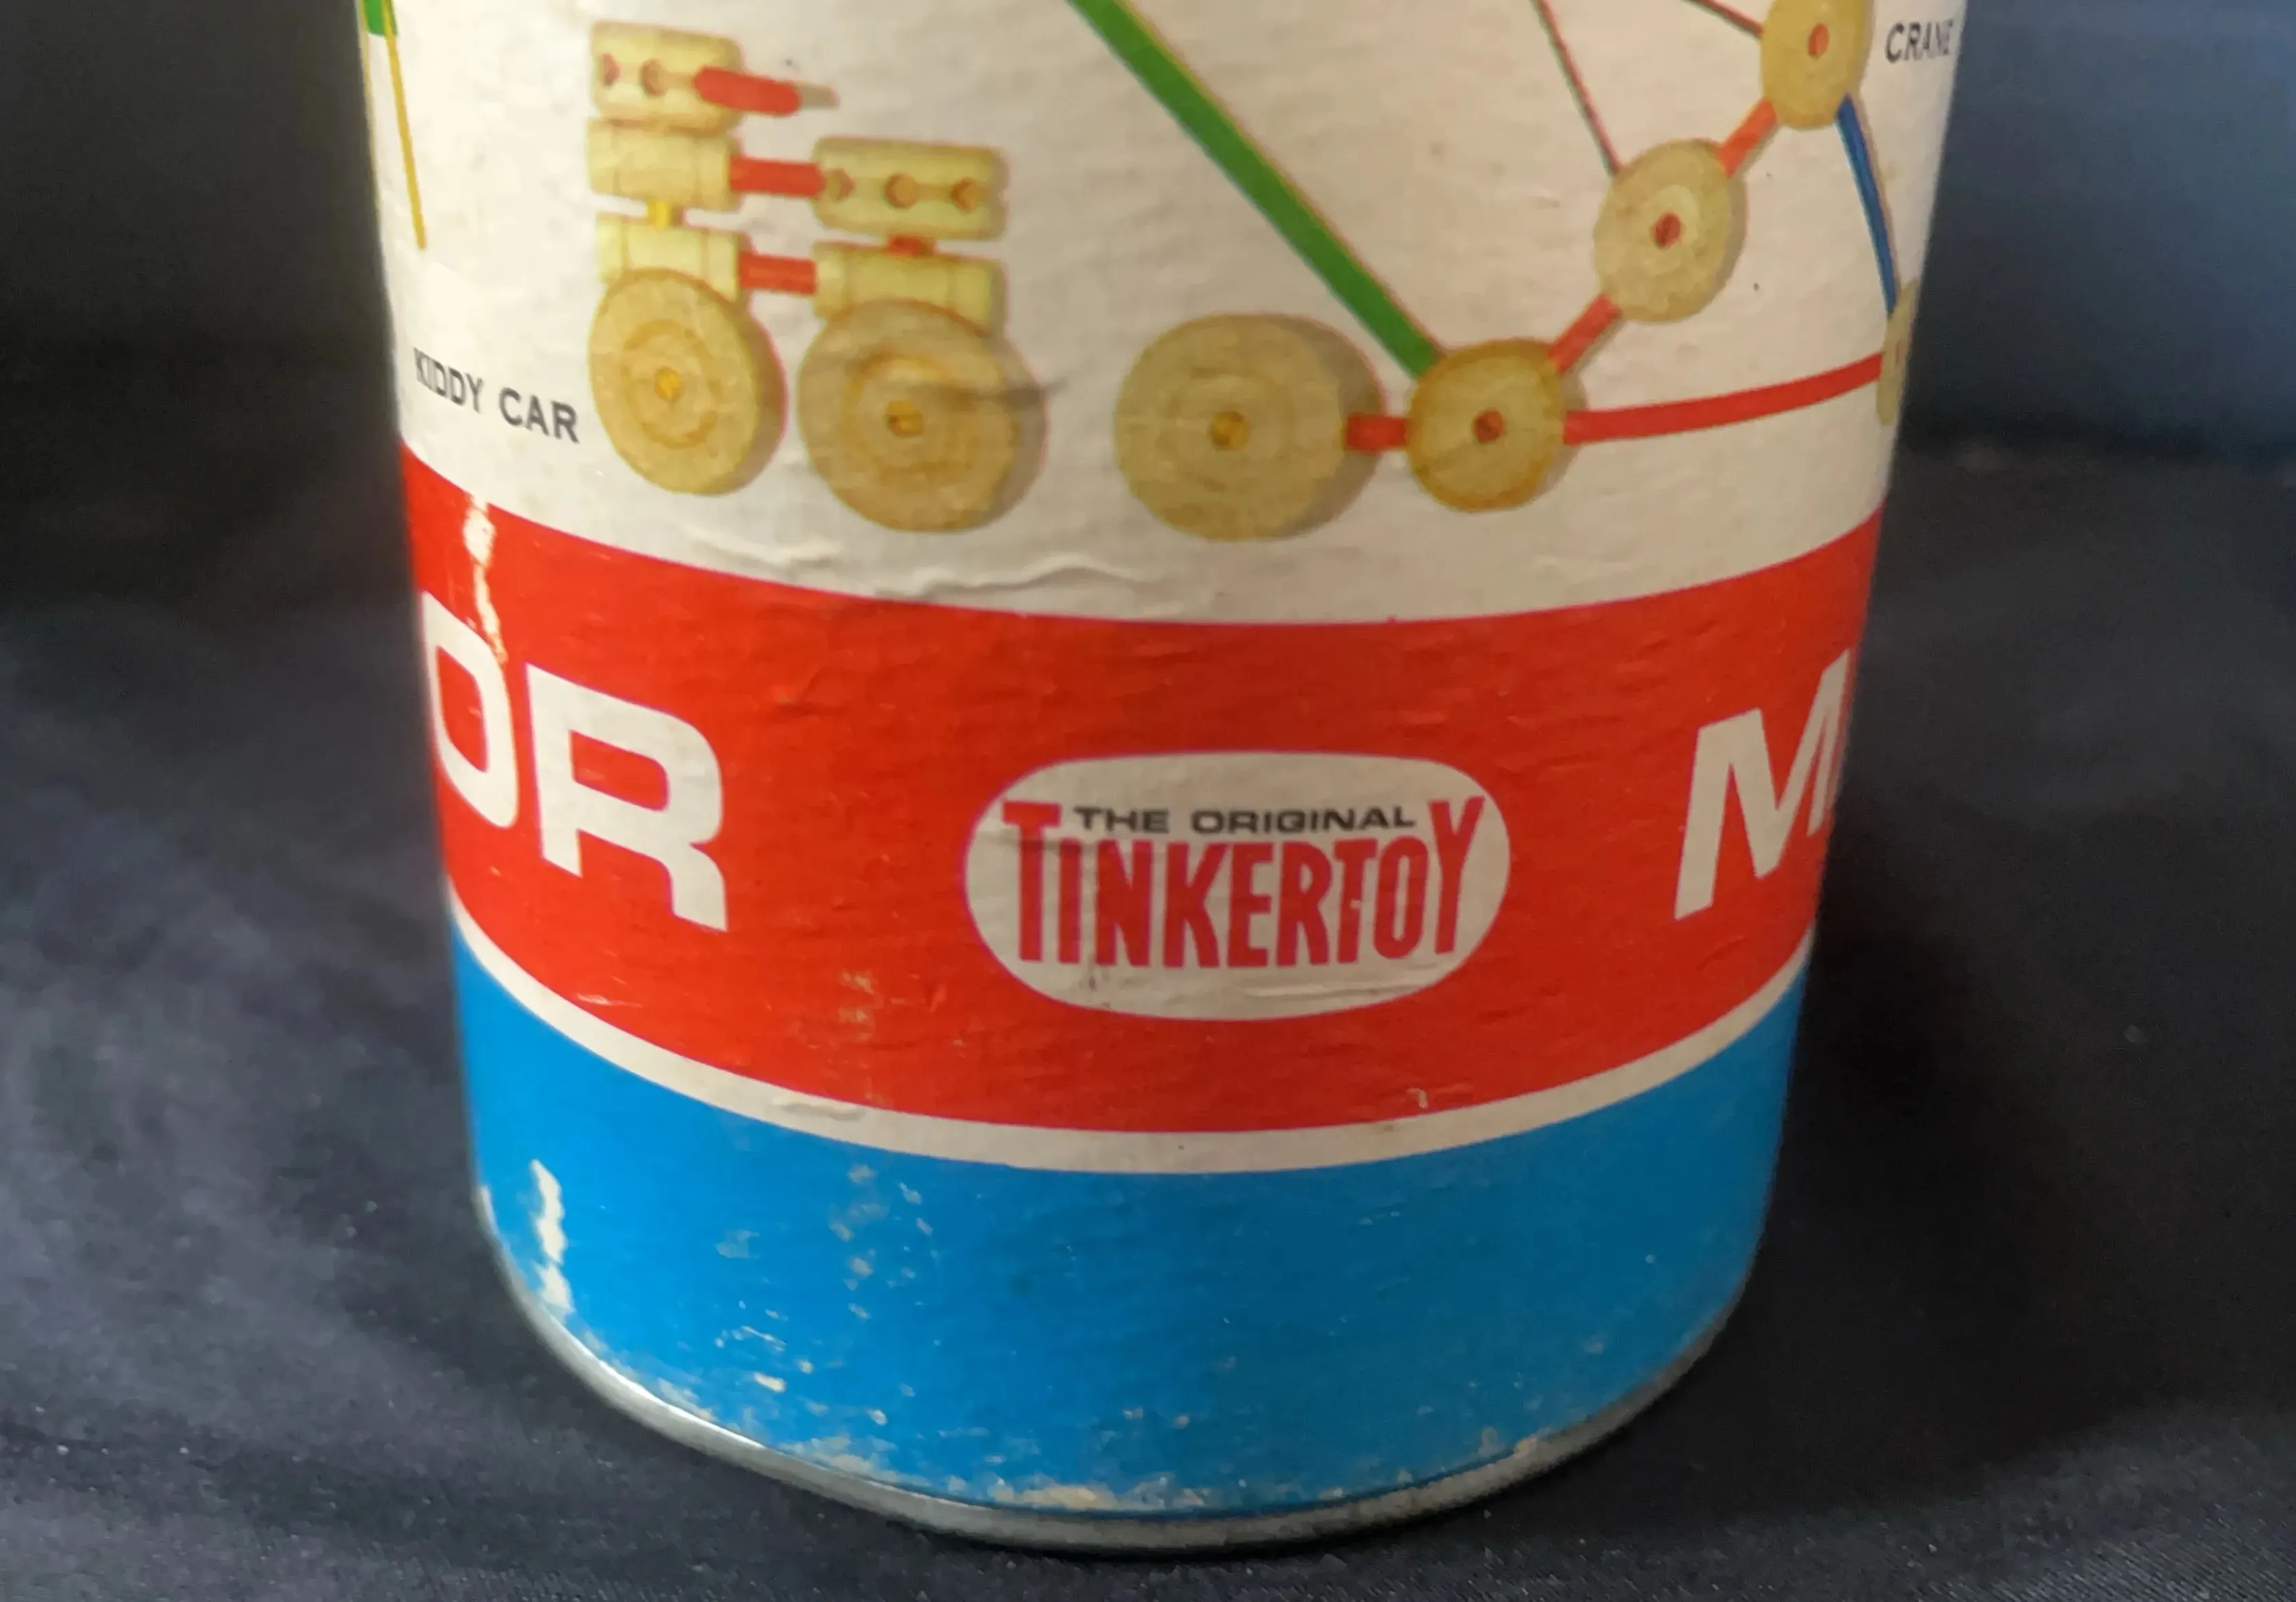 CRANE
KIDDY CAR
OR
THE ORIGINAL
TINKERTOY
M